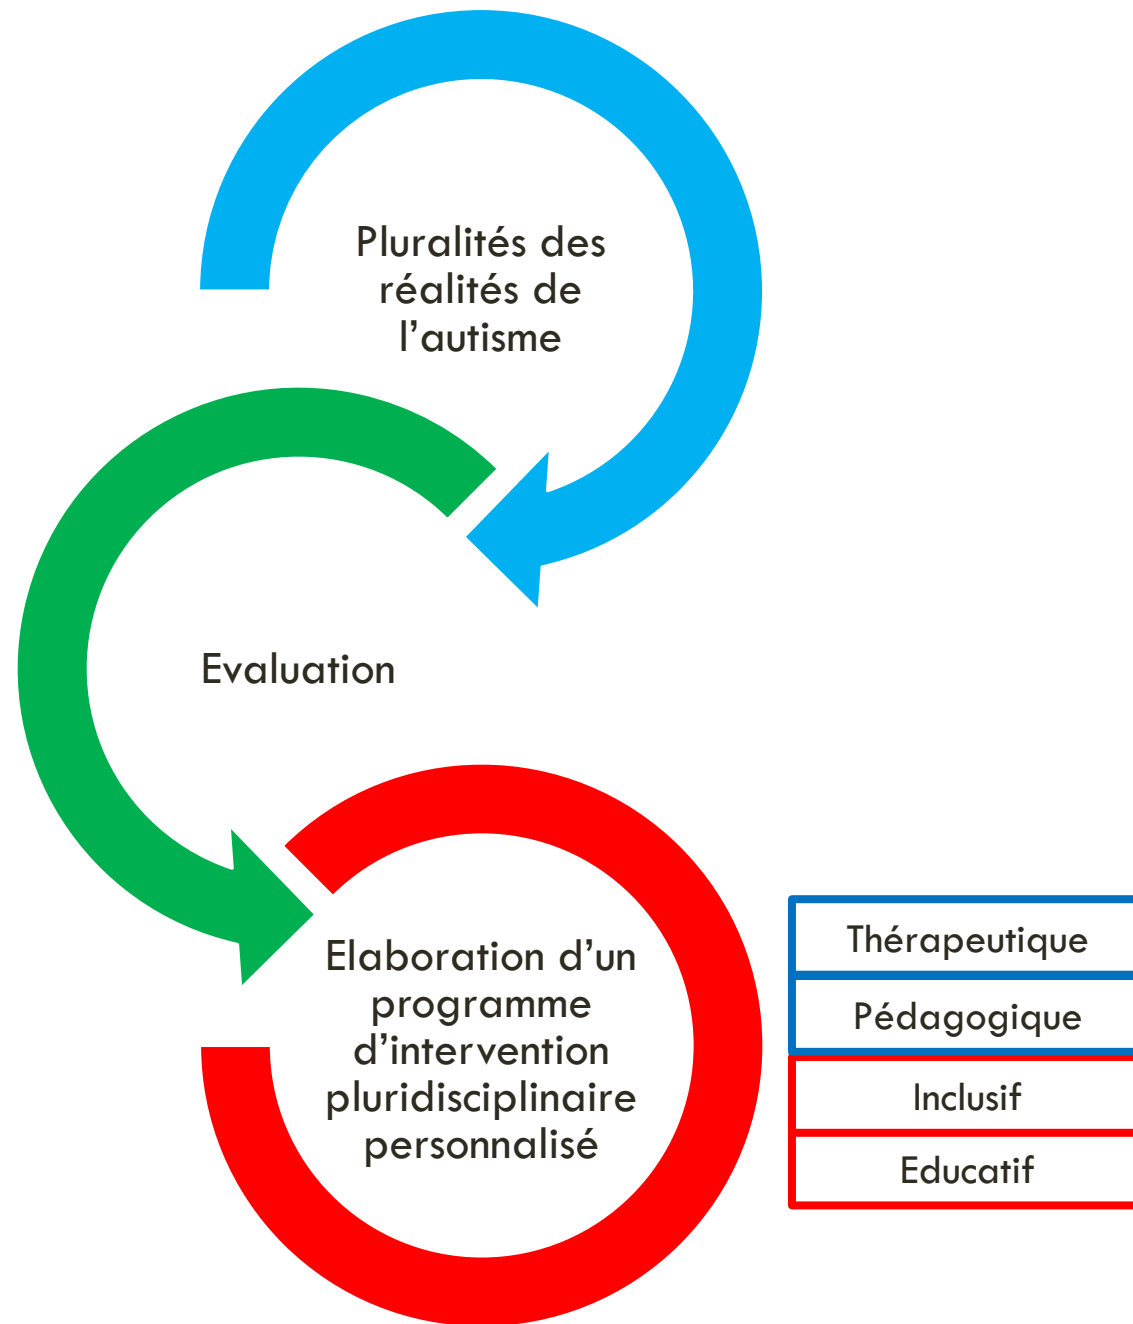 Pluralités des
réalités de
l’autisme
Evaluation
Elaboration d’un
programme
d’intervention
pluridisciplinaire
personnalisé
Thérapeutique
Pédagogique
Inclusif
Educatif